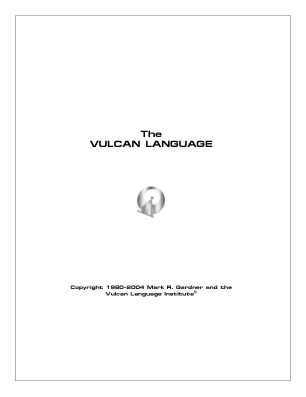 The
VULCAN LANGUAGE
Copyright 1980-2004 Mark R. Gardner and the
Vulcan Language Institute®